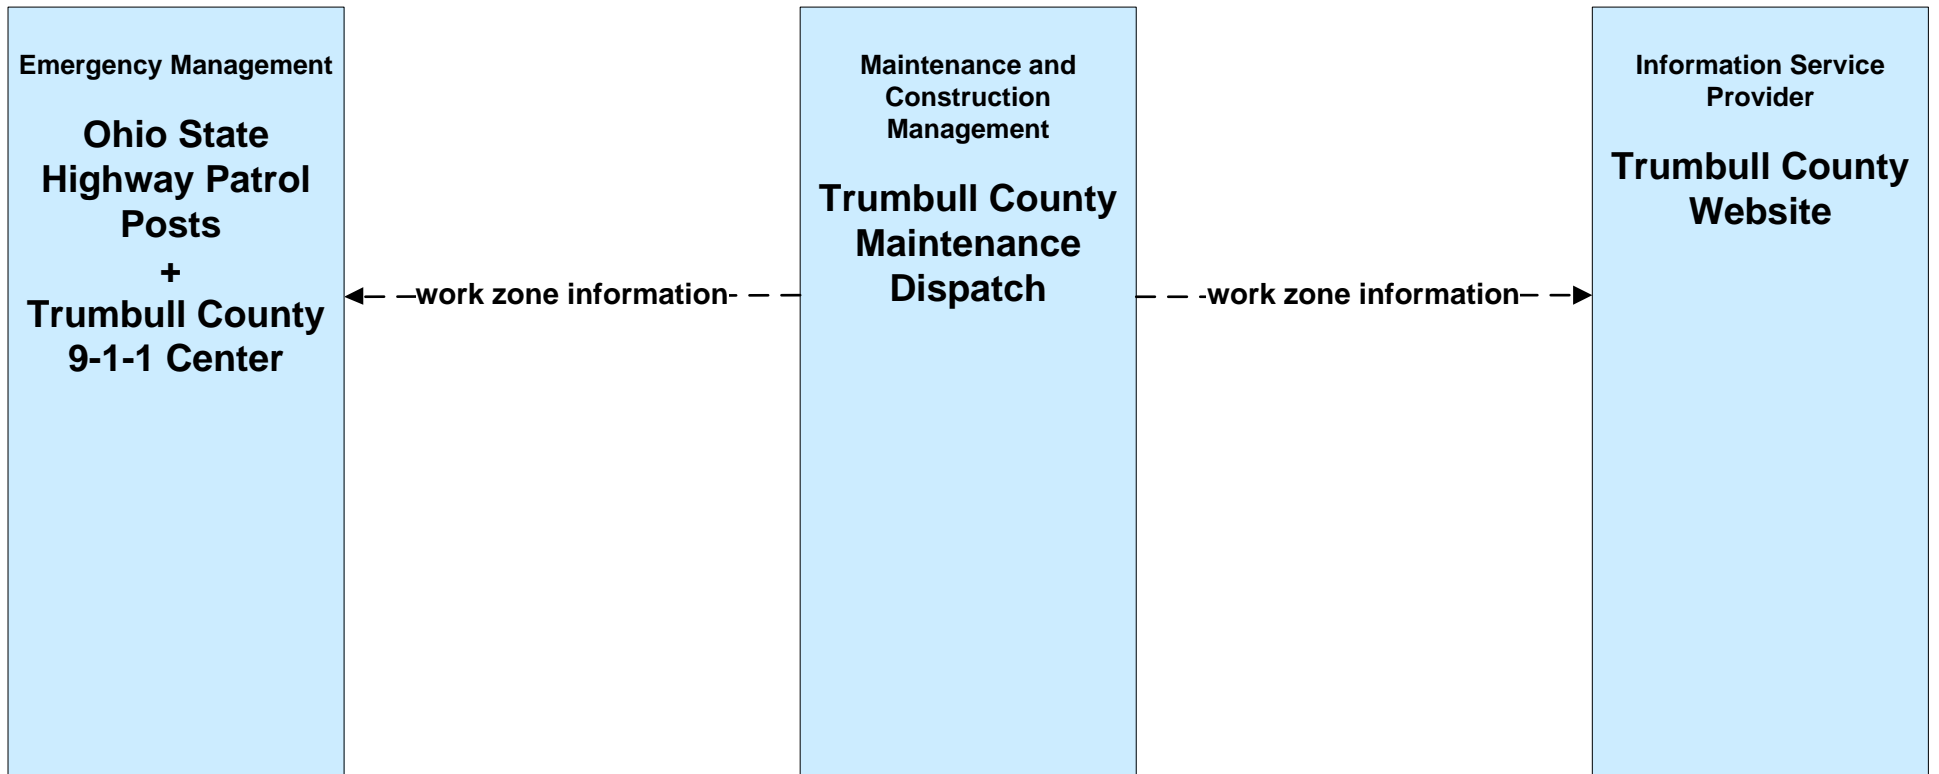 Emergency Management
Ohio State
Highway Patrol
Posts
+
Trumbull County
9-1-1 Center
work zone information
Maintenance and
Construction
Management
Trumbull County
Maintenance
Dispatch
work zone information
Information Service
Provider
Trumbull County
Website